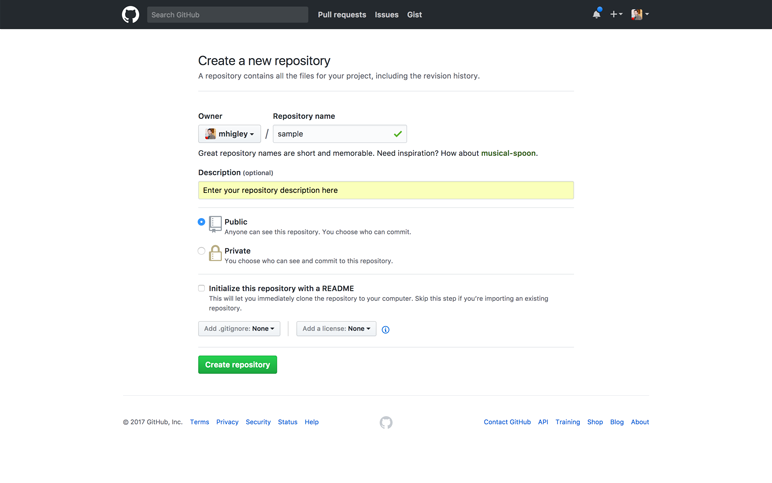 Search GitHub Pull requests Issues Gist
Create a new repository
A repository contains all the files for your project, including the revision history.
Owner Repository name
mhigley / sample
Great repository names are short and memorable. Need inspiration? How about musical-spoon.
Description (optional)
Enter your repository description here
Public
Anyone can see this repository. You choose who can commit.
Private
You choose who can see and commit to this repository.
Initialize this repository with a README
This will let you immediately clone the repository to your computer. Skip this step if you're importing an existing
repository.
Add .gitignore: None Add a license: None
Create repository
© 2017 GitHub, Inc. Terms Privacy Security Status Help Contact GitHub API Training Shop Blog About